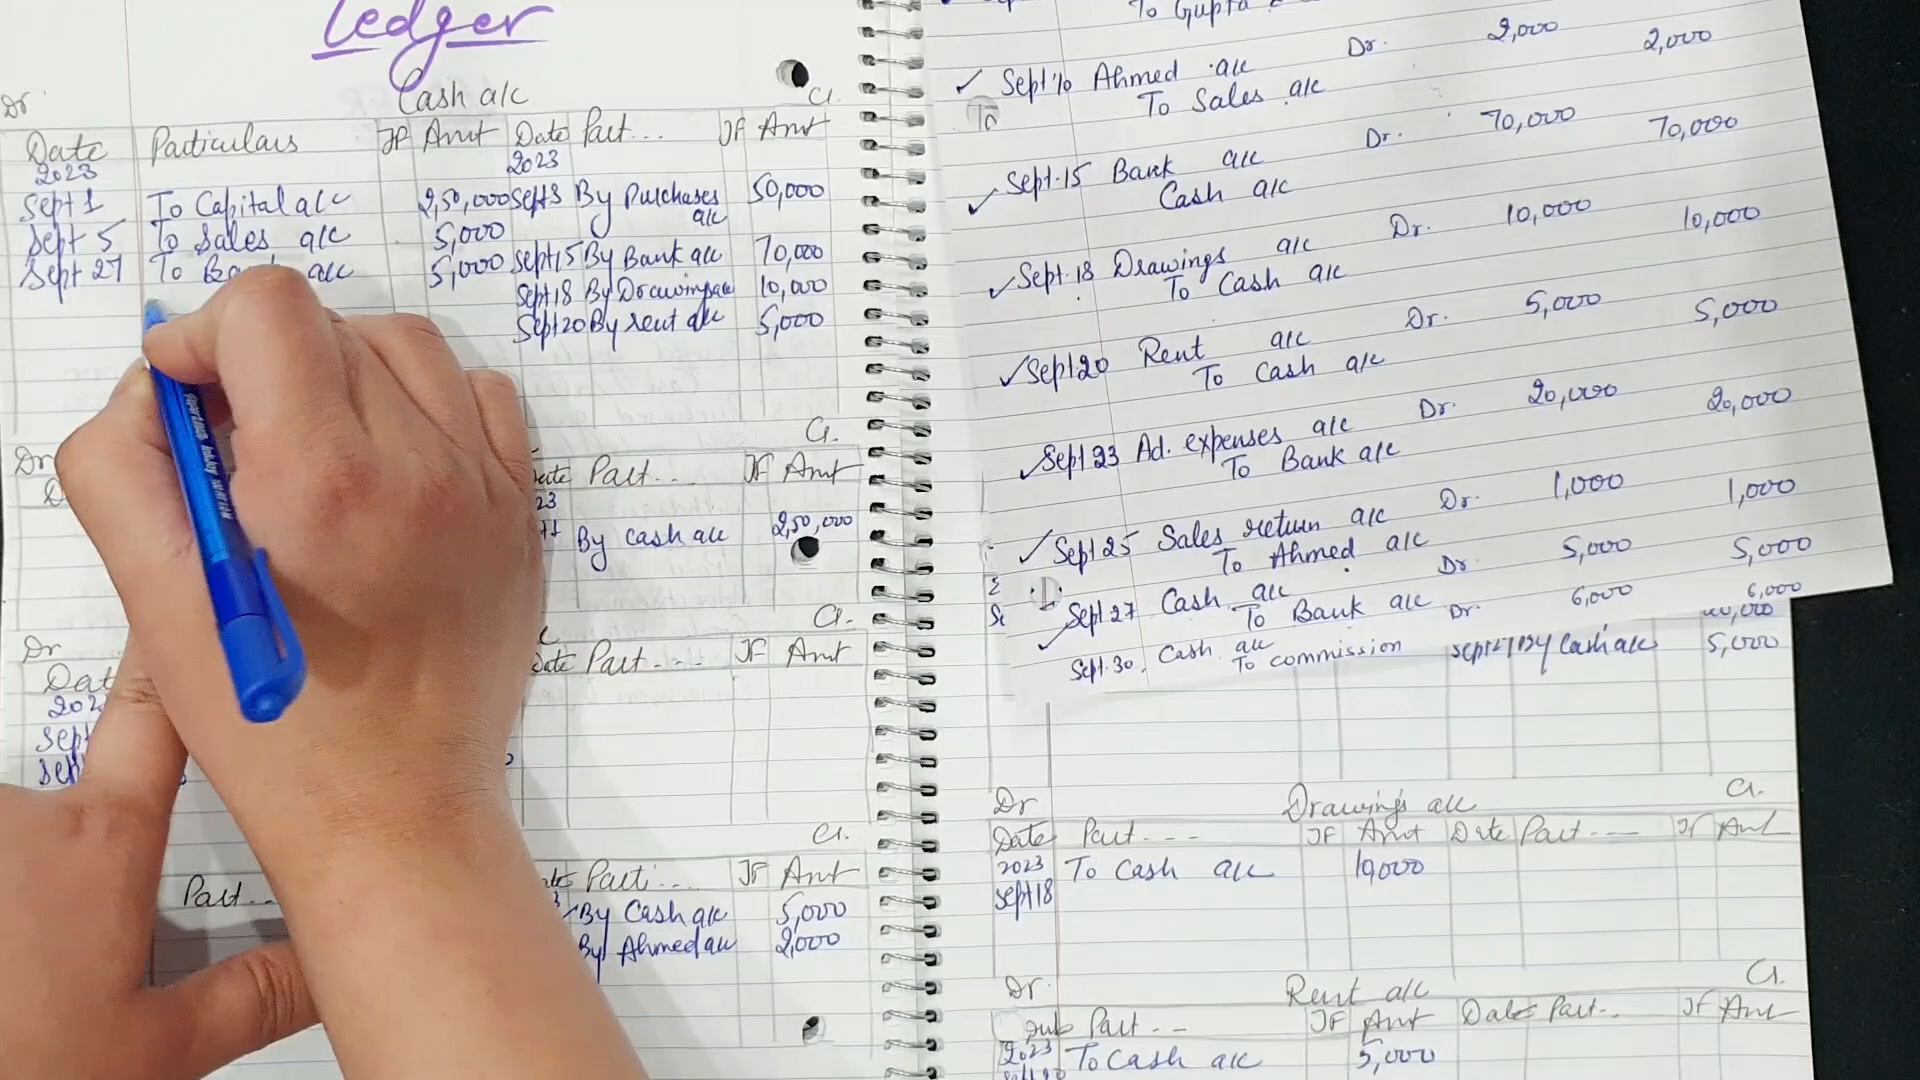 Ledger
Cash a/c
Dr Cr.
Date Particulars JF Amt Date Part... JF Amt
2023 2023
Sept 1 To Capital a/c 2,50,000 Sept 3 By Purchases a/c 50,000
Sept 5 To Sales a/c 5,000
Sept 27 To Bank a/c 5,000 Sept 15 By Bank a/c 70,000
Sept 18 By Drawings a/c 10,000
Sept 20 By rent a/c 5,000
Dr Cr.
Part... JF Amt
By cash a/c 2,50,000
Dr Cr.
Date Part.... JF Amt
Sept
Cr.
Part.. Parti.... JF Amt
By Cash a/c 5,000
By Ahmed a/c 2,000
To Gupta
Sept 10 Ahmed a/c Dr. 2,000
To Sales a/c 2,000
Sept.15 Bank a/c Dr. 70,000
Cash a/c 70,000
Sept.18 Drawings a/c Dr. 10,000
To Cash a/c 10,000
Sept 20 Rent a/c Dr. 5,000
To Cash a/c 5,000
Sept 23 Ad. expenses a/c Dr. 20,000
To Bank a/c 20,000
Sept 25 Sales return a/c Dr. 1,000
To Ahmed a/c 1,000
Sept 27 Cash a/c Dr 5,000
To Bank a/c 5,000
Sept.30. Cash a/c Dr. 6,000
To commission 6,000
Sept 27 By Cash a/c 5,000
Dr Drawing's a/c Cr.
Date Part--- JF Amt Date Part--- JF Amt
2023 To Cash a/c 10,000
Sept 18
Dr. Rent a/c Cr.
Part.-- JF Amt Date Part.. JF Amt
2023 To Cash a/c 5,000